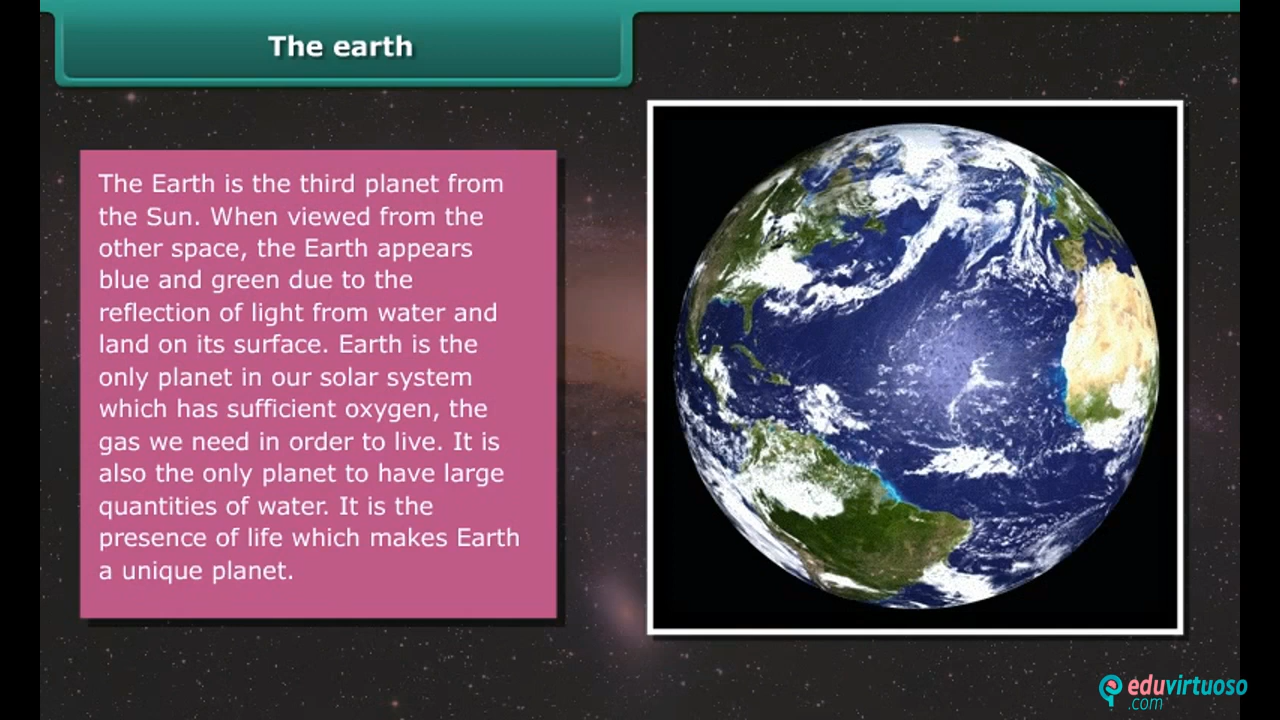 The earth
The Earth is the third planet from
the Sun. When viewed from the
other space, the Earth appears
blue and green due to the
reflection of light from water and
land on its surface. Earth is the
only planet in our solar system
which has sufficient oxygen, the
gas we need in order to live. It is
also the only planet to have large
quantities of water. It is the
presence of life which makes Earth
a unique planet.
eduvirtuoso
.com